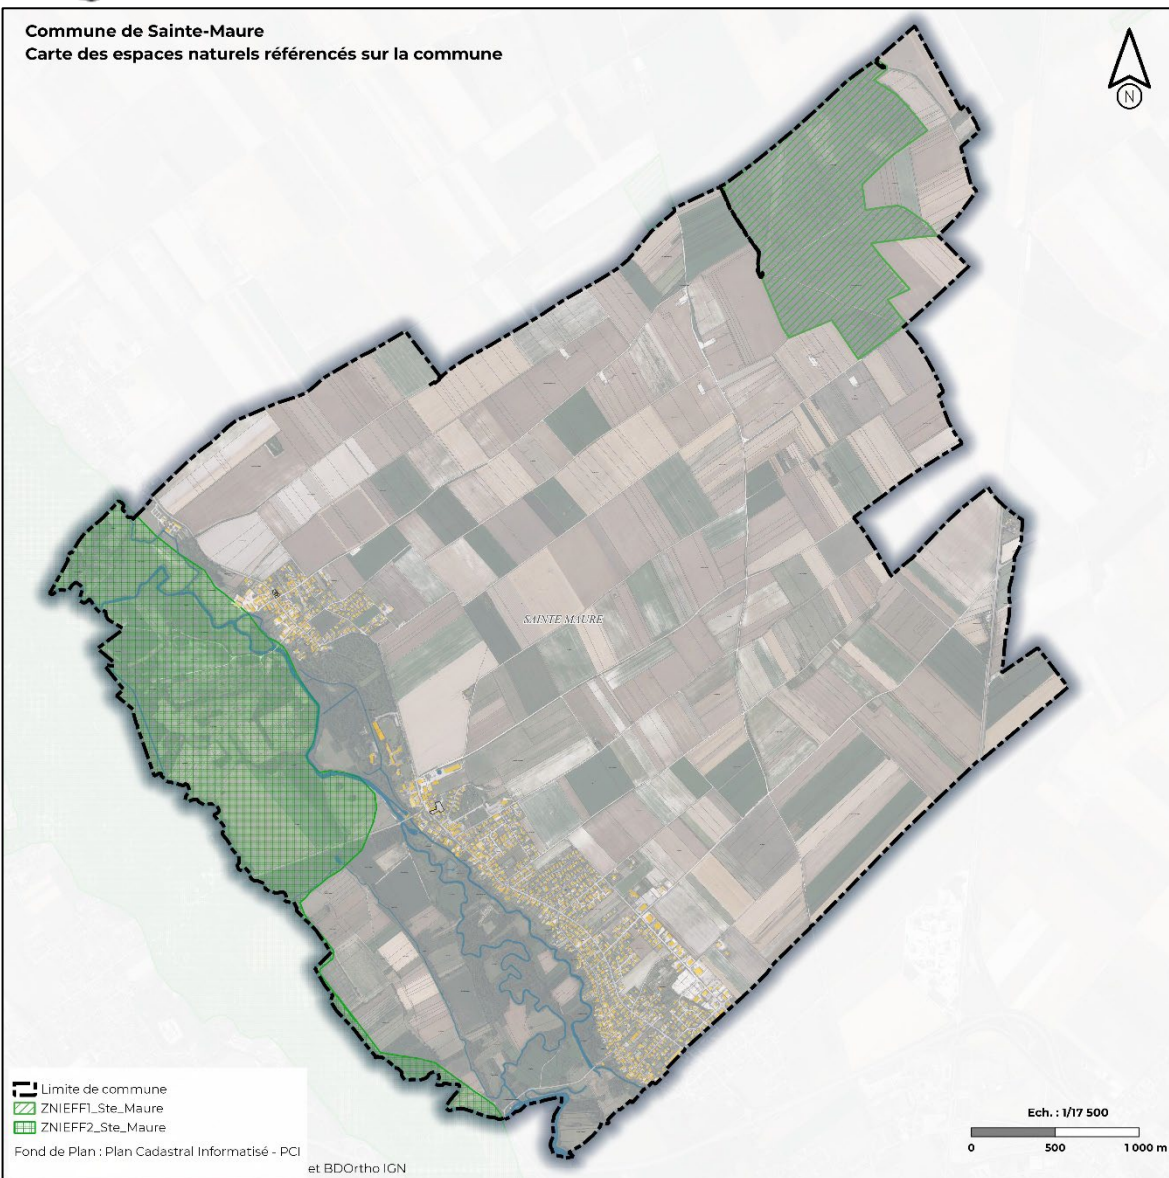 Commune de Sainte-Maure
Carte des espaces naturels référencés sur la commune
N
SAINTE MAURE
Limite de commune
ZNIEFF1_Ste_Maure
ZNIEFF2_Ste_Maure
Fond de Plan : Plan Cadastral Informatisé - PCI
et BDOrtho IGN
Ech. : 1/17 500
0 500 1 000 m